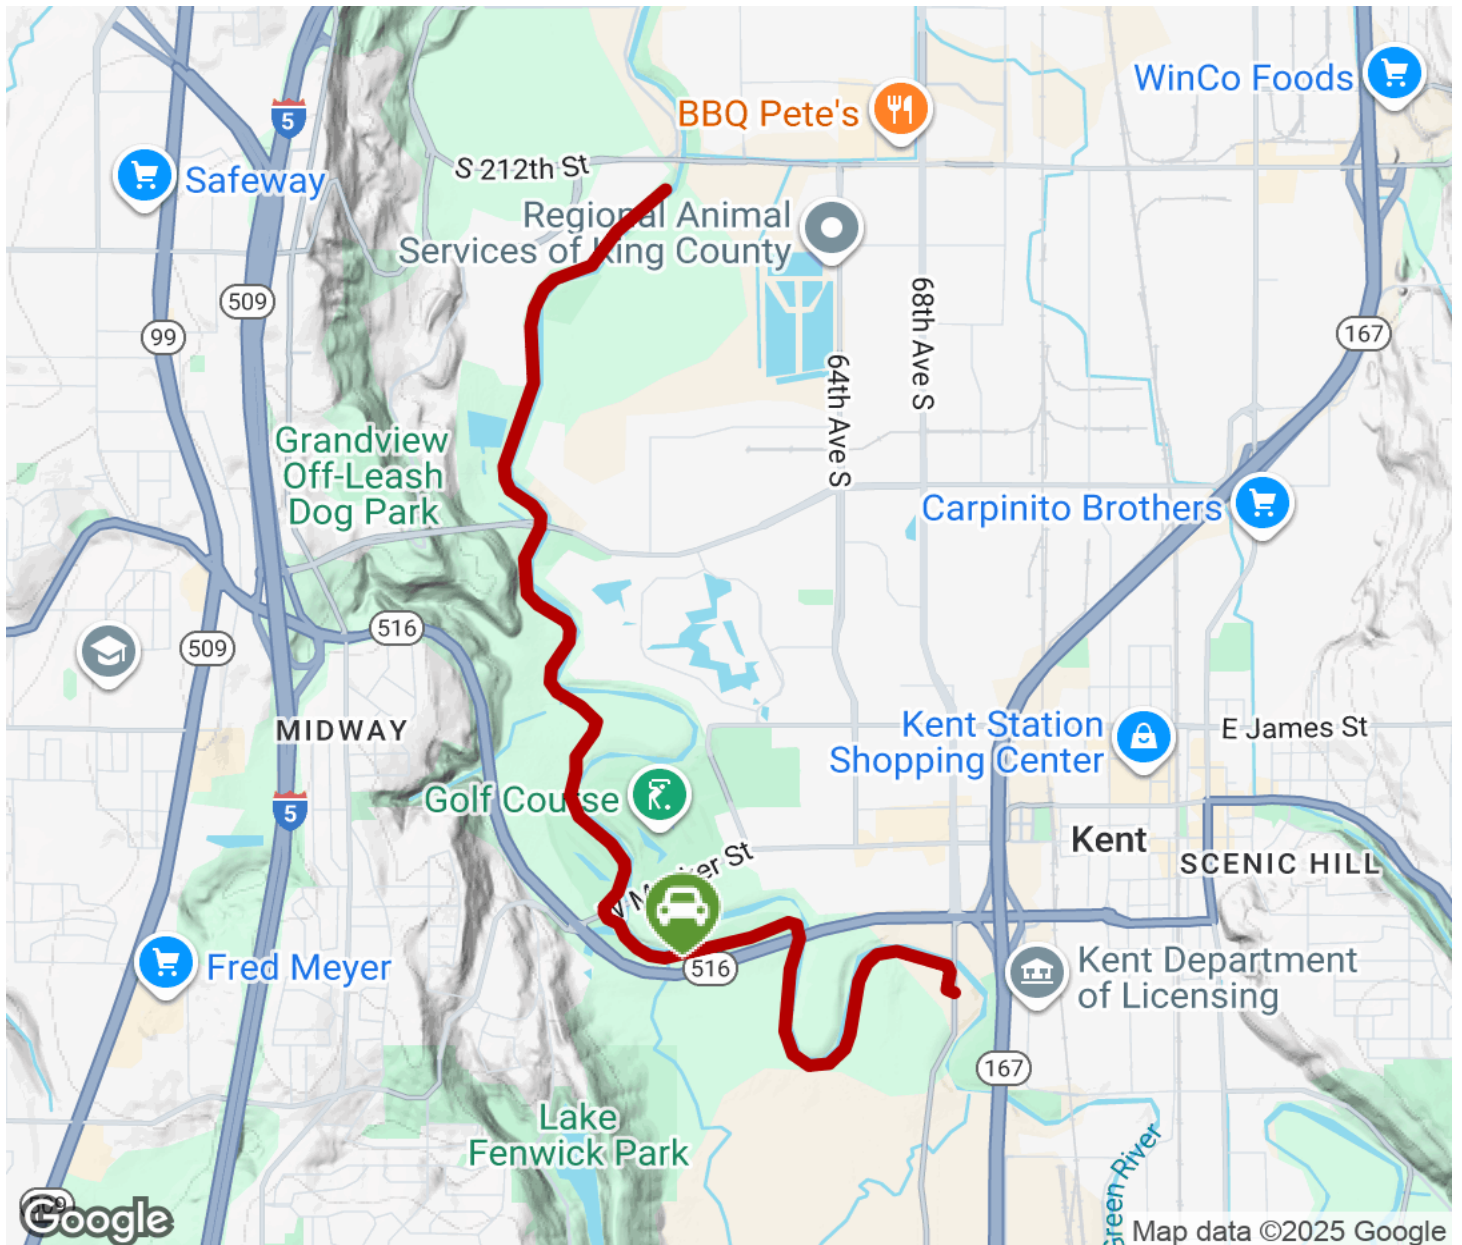 WinCo Foods
BBQ Pete's
5
S 212th St
Safeway
Regional Animal
Services of King County
509
68th Ave S
99
167
64th Ave S
Grandview
Off-Leash
Dog Park
Carpinito Brothers
516
509
Kent Station
Shopping Center
E James St
MIDWAY
Golf Course
5
Kent
SCENIC HILL
516
Fred Meyer
Kent Department
of Licensing
167
Lake
Fenwick Park
Green River
Google
Map data ©2025 Google